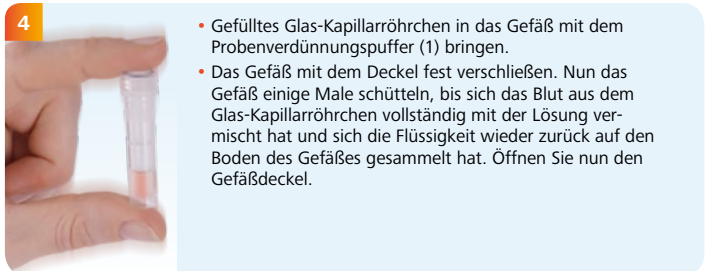 4
• Gefülltes Glas-Kapillarröhrchen in das Gefäß mit dem
Probenverdünnungspuffer (1) bringen.
• Das Gefäß mit dem Deckel fest verschließen. Nun das
Gefäß einige Male schütteln, bis sich das Blut aus dem
Glas-Kapillarröhrchen vollständig mit der Lösung ver-
mischt hat und sich die Flüssigkeit wieder zurück auf den
Boden des Gefäßes gesammelt hat. Öffnen Sie nun den
Gefäßdeckel.